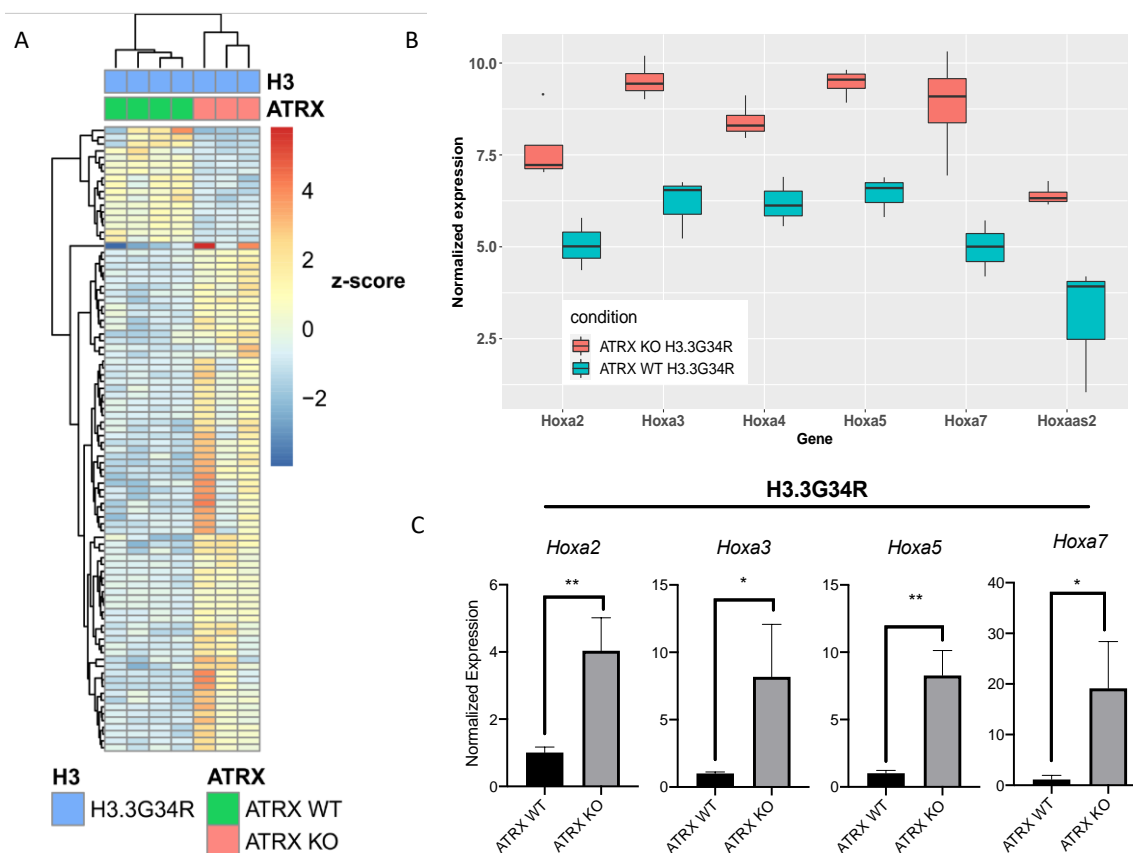 A
H3
ATRX
4
2
0
−2
z-score
H3
H3.3G34R
ATRX
ATRX WT
ATRX KO
B
Normalized expression
10.0
7.5
5.0
2.5
condition
ATRX KO H3.3G34R
ATRX WT H3.3G34R
Hoxa2 Hoxa3 Hoxa4 Hoxa5 Hoxa7 Hoxaas2
Gene
C
H3.3G34R
Hoxa2
Normalized Expression
6
4
2
0
**
ATRX WT
ATRX KO
Hoxa3
15
10
5
0
*
ATRX WT
ATRX KO
Hoxa5
15
10
5
0
**
ATRX WT
ATRX KO
Hoxa7
40
30
20
10
0
*
ATRX WT
ATRX KO